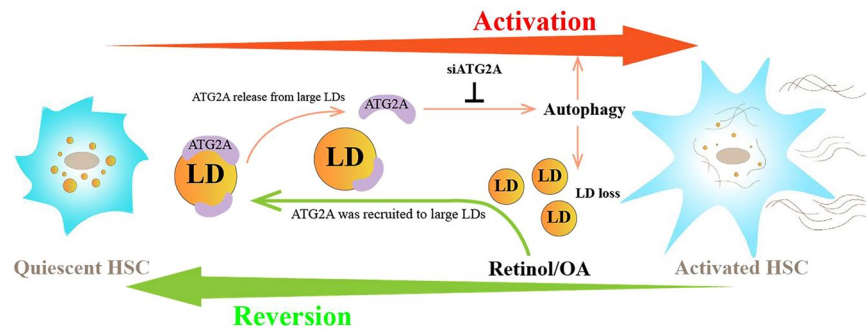 Activation
siATG2A
ATG2A release from large LDs
ATG2A
Autophagy
ATG2A
LD
LD
LD
LD
LD
LD loss
ATG2A was recruited to large LDs
Quiescent HSC
Retinol/OA
Activated HSC
Reversion